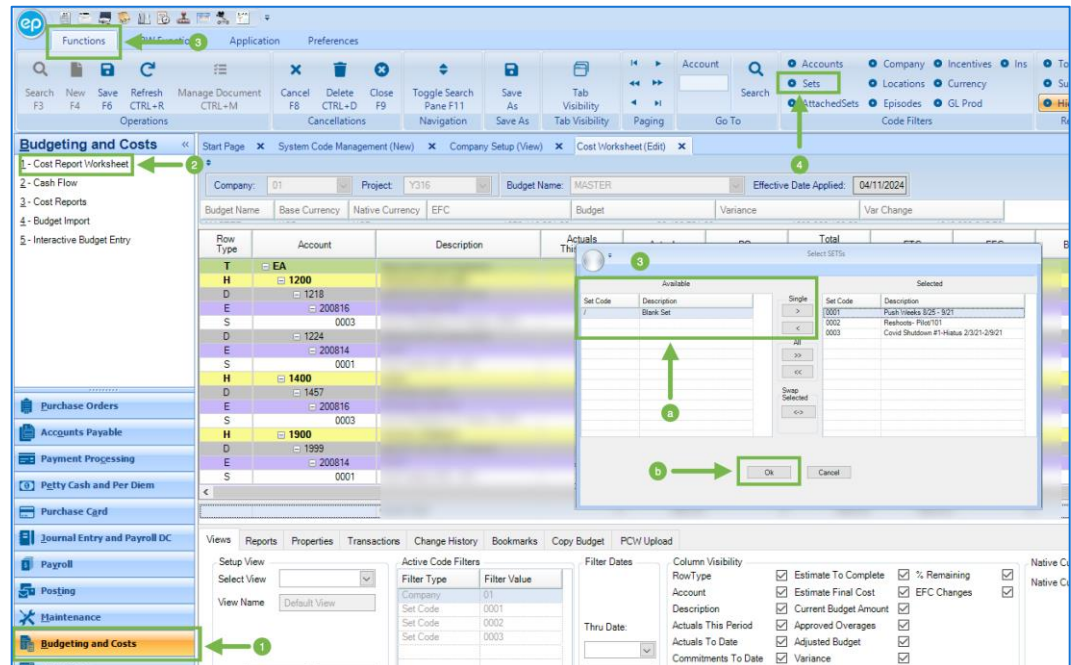 ep
Functions
3
Application
Preferences
Search F3
New F4
Save F6
Refresh CTRL+R
Manage Document CTRL+M
Cancel F8
Delete CTRL+D
Close F9
Toggle Search Pane F11
Save As
Tab Visibility
Account
Search
Accounts
Sets
AttachedSets
Company
Locations
Episodes
Incentives
Currency
GL Prod
Ins
Operations
Cancellations
Navigation
Save As
Tab Visibility
Paging
Go To
Code Filters
4
Budgeting and Costs
1 - Cost Report Worksheet
2
2 - Cash Flow
3 - Cost Reports
4 - Budget Import
5 - Interactive Budget Entry
Start Page
System Code Management (New)
Company Setup (View)
Cost Worksheet (Edit)
Company: 01
Project: Y316
Budget Name: MASTER
Effective Date Applied: 04/11/2024
Budget Name Base Currency Native Currency EFC Budget Variance Var Change
Row Type Account Description Actuals Total
T EA
H 1200
D 1218
E 200816
S 0003
D 1224
E 200814
S 0001
H 1400
D 1457
E 200816
S 0003
H 1900
D 1999
E 200814
S 0001
3
Select SETSs
Available
Selected
Set Code Description
/ Blank Set
Single
>
<
All
>>
<<
Swap Selected
<->
Set Code Description
0001 Push Weeks 8/25 - 9/21
0002 Reshoots- Pilot/101
0003 Covid Shutdown #1-Hiatus 2/3/21-2/9/21
a
b
Ok
Cancel
Purchase Orders
Accounts Payable
Payment Processing
Petty Cash and Per Diem
Purchase Card
Journal Entry and Payroll DC
Payroll
Posting
Maintenance
Budgeting and Costs
1
Views Reports Properties Transactions Change History Bookmarks Copy Budget PCW Upload
Setup View
Select View
View Name Default View
Active Code Filters
Filter Type Filter Value
Company 01
Set Code 0001
Set Code 0002
Set Code 0003
Filter Dates
Thru Date:
Column Visibility
RowType
Account
Description
Actuals This Period
Actuals To Date
Commitments To Date
Estimate To Complete
Estimate Final Cost
Current Budget Amount
Approved Overages
Adjusted Budget
Variance
% Remaining
EFC Changes